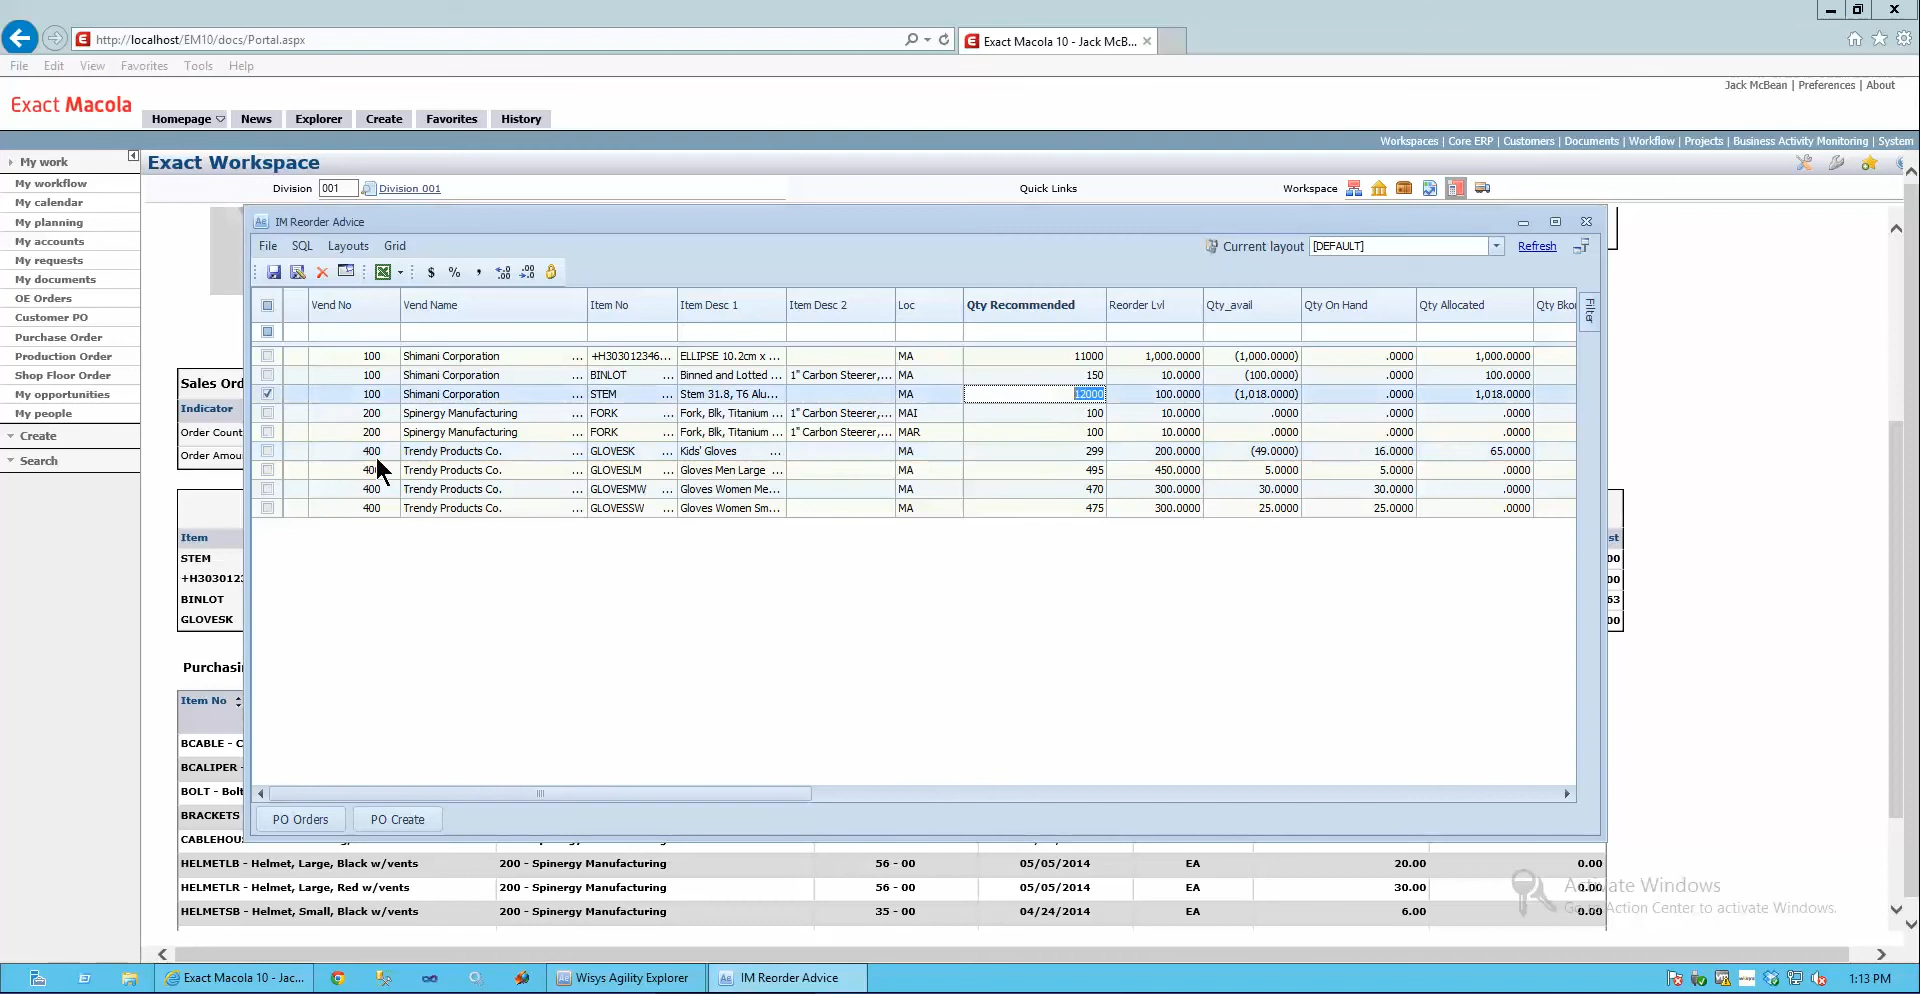 http://localhost/EM10/docs/Portal.aspx
Exact Macola 10 - Jack McB...
File Edit View Favorites Tools Help
Jack McBean | Preferences | About
Exact Macola
Homepage News Explorer Create Favorites History
Workspaces | Core ERP | Customers | Documents | Workflow | Projects | Business Activity Monitoring | System
My work
Exact Workspace
My workflow
Division 001 Division 001 Quick Links Workspace
My calendar
My planning
My accounts
My requests
My documents
OE Orders
Customer PO
Purchase Order
Production Order
Shop Floor Order
My opportunities
My people
Create
Search
IM Reorder Advice
File SQL Layouts Grid Current layout [DEFAULT] Refresh
$ % ,
Vend No Vend Name Item No Item Desc 1 Item Desc 2 Loc Qty Recommended Reorder Lvl Qty_avail Qty On Hand Qty Allocated Qty Bko
Filter
100 Shimani Corporation ... +H303012346... ELLIPSE 10.2cm x ... MA 11000 1,000.0000 (1,000.0000) .0000 1,000.0000
100 Shimani Corporation ... BINLOT ... Binned and Lotted ... 1" Carbon Steerer,... MA 150 10.0000 (100.0000) .0000 100.0000
100 Shimani Corporation ... STEM ... Stem 31.8, T6 Alu... MA 12000 100.0000 (1,018.0000) .0000 1,018.0000
200 Spinergy Manufacturing ... FORK ... Fork, Blk, Titanium ... 1" Carbon Steerer,... MAI 100 10.0000 .0000 .0000 .0000
200 Spinergy Manufacturing ... FORK ... Fork, Blk, Titanium ... 1" Carbon Steerer,... MAR 100 10.0000 .0000 .0000 .0000
400 Trendy Products Co. ... GLOVESK ... Kids' Gloves ... MA 299 200.0000 (49.0000) 16.0000 65.0000
400 Trendy Products Co. ... GLOVESLM ... Gloves Men Large ... MA 495 450.0000 5.0000 5.0000 .0000
400 Trendy Products Co. ... GLOVESMW ... Gloves Women Me... MA 470 300.0000 30.0000 30.0000 .0000
400 Trendy Products Co. ... GLOVESSW ... Gloves Women Sm... MA 475 300.0000 25.0000 25.0000 .0000
PO Orders PO Create
Sales Ord
Indicator
Order Count
Order Amou
Item st
STEM 00
+H303012 00
BINLOT 63
GLOVESK 00
Purchasi
Item No
BCABLE - C
BCALIPER -
BOLT - Bolt
BRACKETS
CABLEHOU
HELMETLB - Helmet, Large, Black w/vents 200 - Spinergy Manufacturing 56 - 00 05/05/2014 EA 20.00 0.00
HELMETLR - Helmet, Large, Red w/vents 200 - Spinergy Manufacturing 56 - 00 05/05/2014 EA 30.00 0.00
HELMETSB - Helmet, Small, Black w/vents 200 - Spinergy Manufacturing 35 - 00 04/24/2014 EA 6.00 0.00
Activate Windows
Go to Action Center to activate Windows.
Exact Macola 10 - Jac... Wisys Agility Explorer IM Reorder Advice 1:13 PM